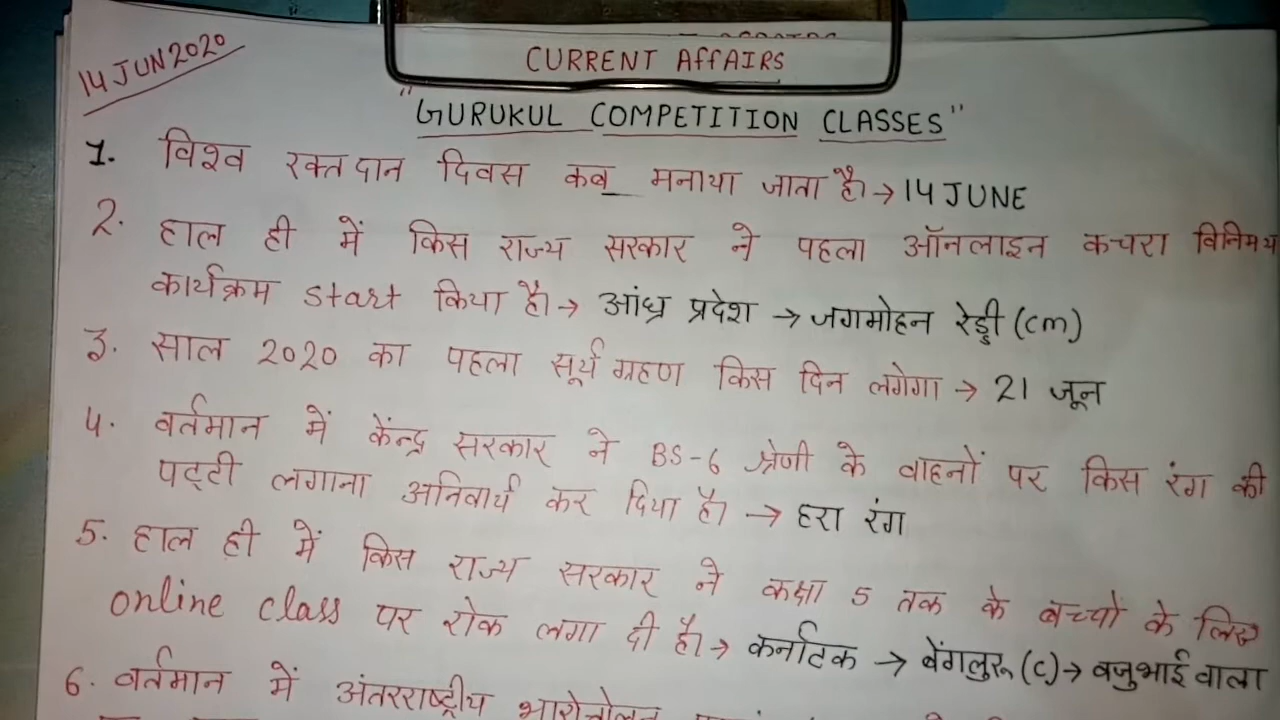 14 JUN 2020
CURRENT AFFAIRS
"GURUKUL COMPETITION CLASSES"
1. विश्व रक्तदान दिवस कब मनाया जाता है। → 14 JUNE
2. हाल ही में किस राज्य सरकार ने पहला ऑनलाइन कचरा विनिमय
कार्यक्रम start किया है। → आंध्र प्रदेश → जगमोहन रेड्डी (cm)
3. साल 2020 का पहला सूर्य ग्रहण किस दिन लगेगा → 21 जून
4. वर्तमान में केंन्द्र सरकार ने BS-6 श्रेणी के वाहनों पर किस रंग की
पट्टी लगाना अनिवार्य कर दिया है। → हरा रंग
5. हाल ही में किस राज्य सरकार ने कक्षा 5 तक के बच्चों के लिए
online class पर रोक लगा दी है। → कर्नाटक → बेंगलुरू (c) → वजुभाई वाला
6. वर्तमान में अंतरराष्ट्रीय भारोत्तोलन